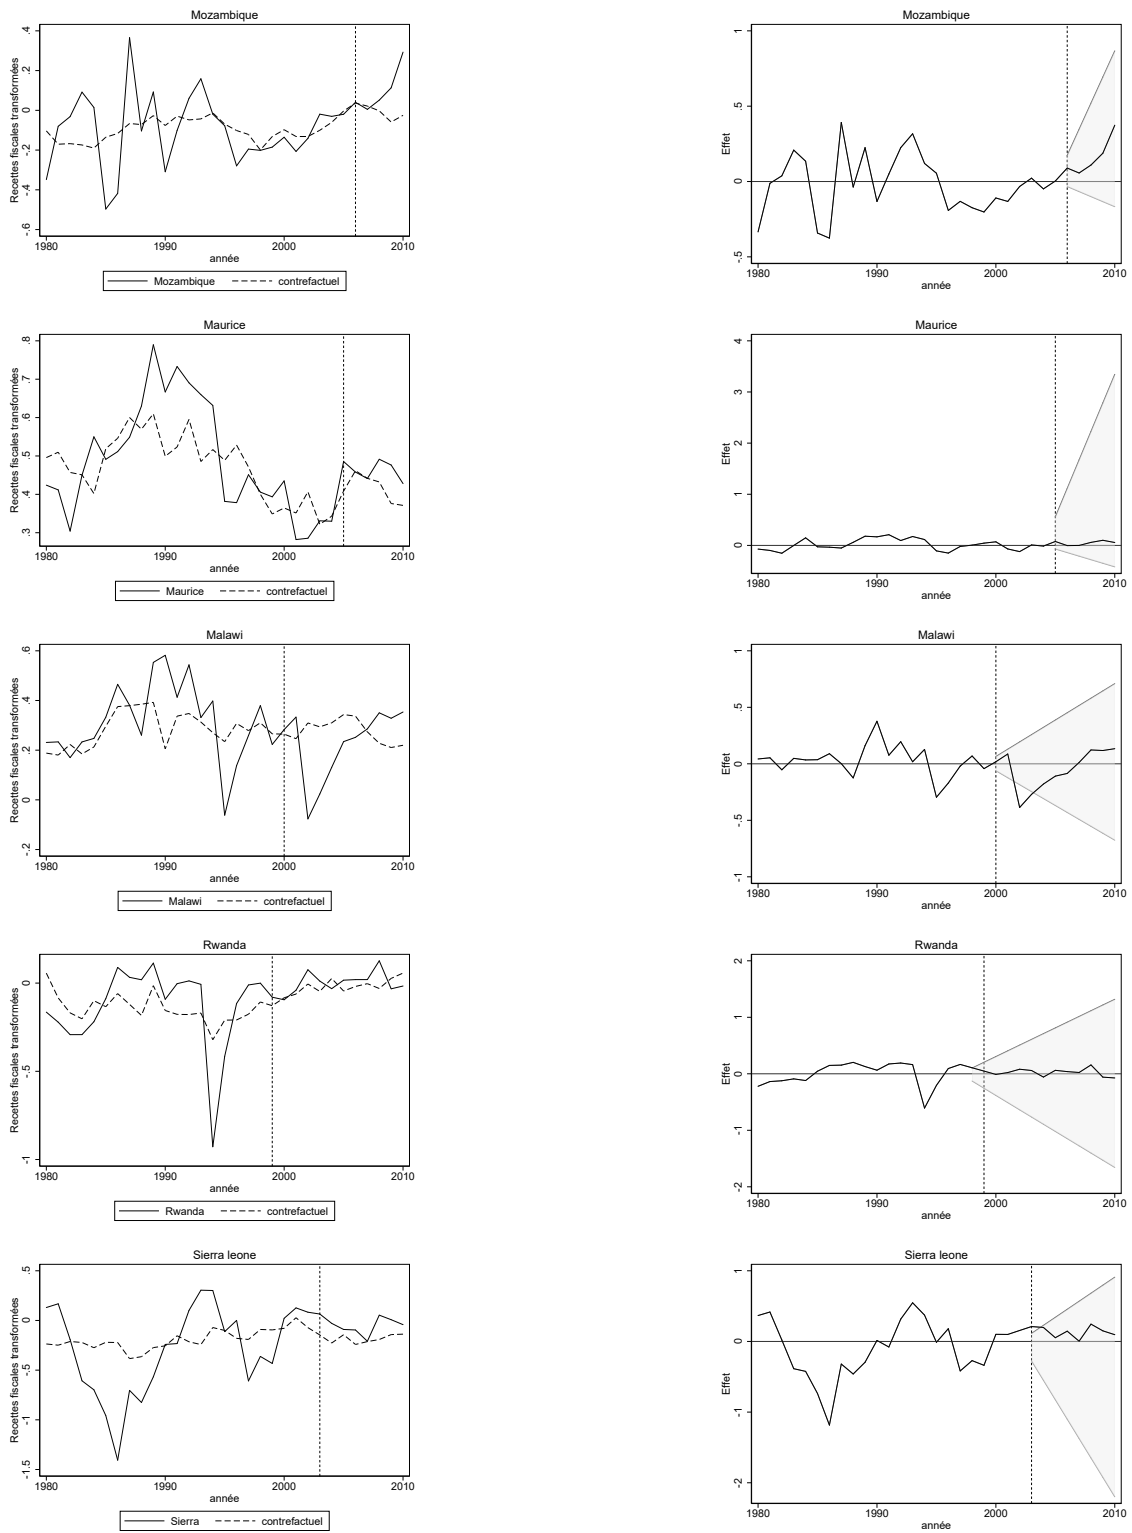 Mozambique
Recettes fiscales transformées
.4
.2
0
-.2
-.4
-.6
1980 1990 2000 2010
année
Mozambique contrefactuel
Mozambique
Effet
1
.5
0
-.5
1980 1990 2000 2010
année
Maurice
Recettes fiscales transformées
.8
.7
.6
.5
.4
.3
1980 1990 2000 2010
année
Maurice contrefactuel
Maurice
Effet
4
3
2
1
0
1980 1990 2000 2010
année
Malawi
Recettes fiscales transformées
.6
.4
.2
0
-.2
1980 1990 2000 2010
année
Malawi contrefactuel
Malawi
Effet
1
.5
0
-.5
-1
1980 1990 2000 2010
année
Rwanda
Recettes fiscales transformées
0
-.5
-1
1980 1990 2000 2010
année
Rwanda contrefactuel
Rwanda
Effet
2
1
0
-1
-2
1980 1990 2000 2010
année
Sierra leone
Recettes fiscales transformées
.5
0
-.5
-1
-1.5
1980 1990 2000 2010
année
Sierra contrefactuel
Sierra leone
Effet
1
0
-1
-2
1980 1990 2000 2010
année